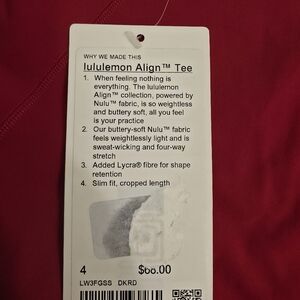 WHY WE MADE THIS
lululemon Align™ Tee
1. When feeling nothing is
everything. The lululemon
Align™ collection, powered by
Nulu™ fabric, is so weightless
and buttery soft, all you feel
is your practice
2. Our buttery-soft Nulu™ fabric
feels weightlessly light and is
sweat-wicking and four-way
stretch
3. Added Lycra® fibre for shape
retention
4. Slim fit, cropped length
4 $68.00
LW3FGSS DKRD